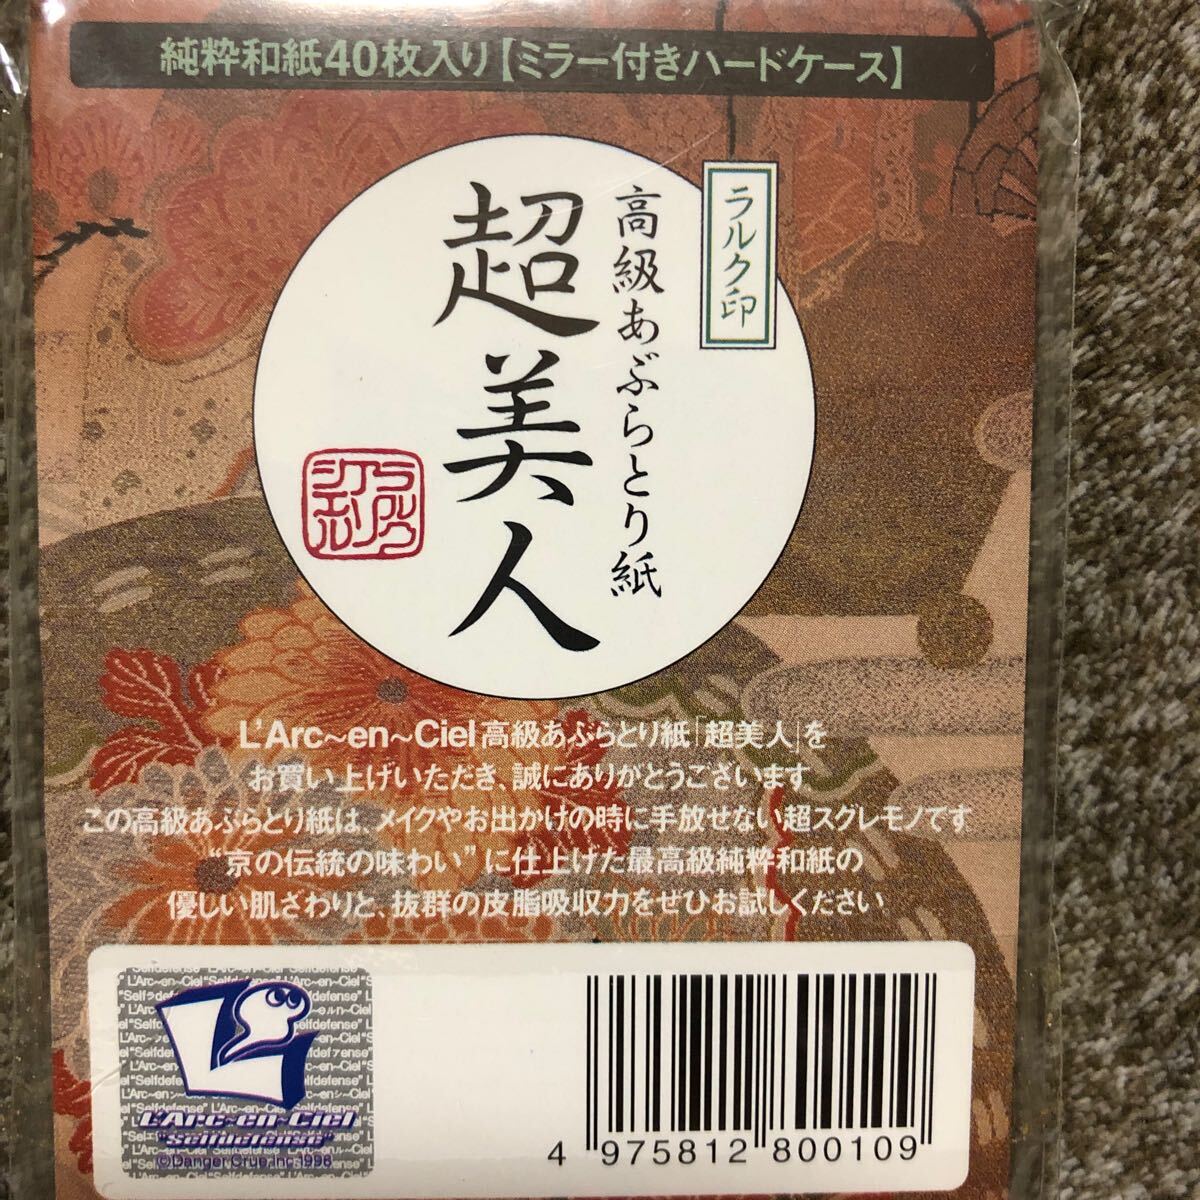 純粋和紙40枚入り【ミラー付きハードケース】
ラルク印
高級あぶらとり紙
超美人
ラルク
アン
シエル
L'Arc~en~Ciel高級あぶらとり紙「超美人」を
お買い上げいただき、誠にありがとうございます
この高級あぶらとり紙は、メイクやお出かけの時に手放せない超スグレモノです
“京の伝統の味わい”に仕上げた最高級純粋和紙の
優しい肌ざわりと、抜群の皮脂吸収力をぜひお試しください
L'Arc~en~Ciel
"Selfdefense"
©Danger Crue,Inc 1998
4 975812 800109